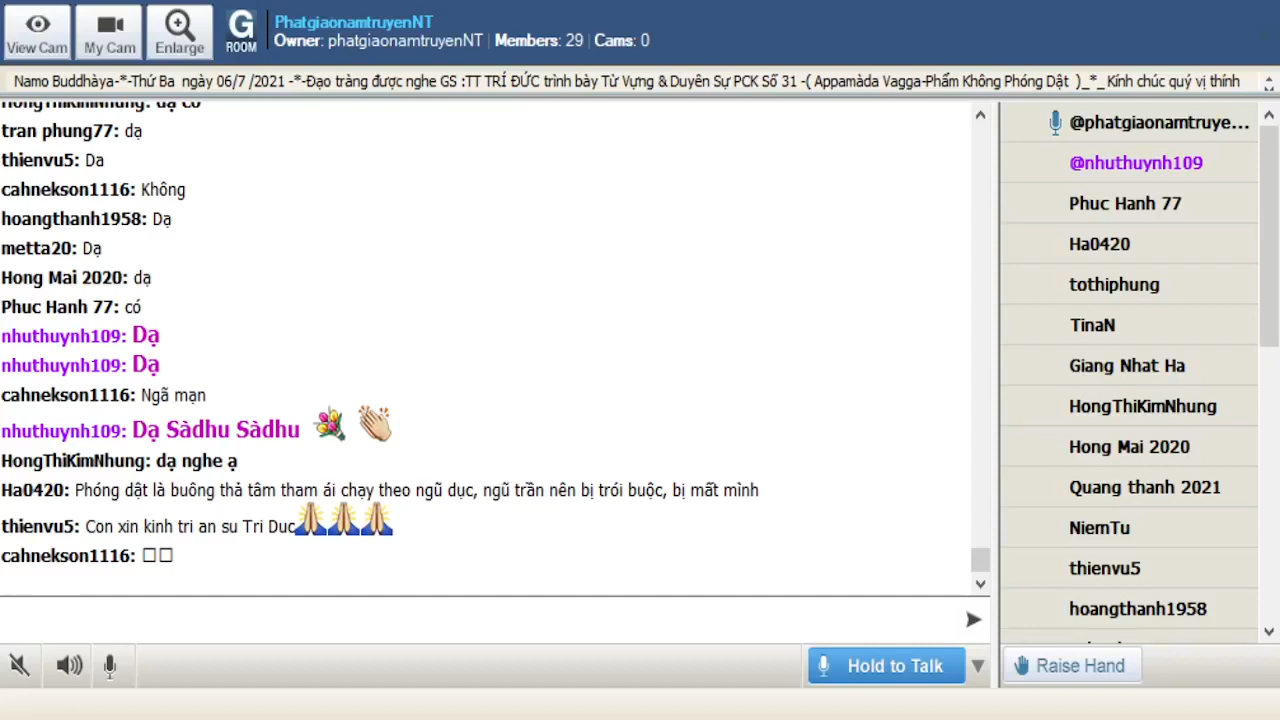 View Cam
My Cam
Enlarge
G
ROOM
PhatgiaonamtruyenNT
Owner: phatgiaonamtruyenNT | Members: 29 | Cams: 0
Namo Buddhàya-*-Thứ Ba ngày 06/7 /2021 -*-Đạo tràng được nghe GS :TT TRÍ ĐỨC trình bày Từ Vựng & Duyên Sự PCK Số 31 -( Appamàda Vagga-Phẩm Không Phóng Dật )_*_ Kính chúc quý vị thính
HongThiKimNhung: dạ có
tran phung77: dạ
thienvu5: Da
cahnekson1116: Không
hoangthanh1958: Dạ
metta20: Dạ
Hong Mai 2020: dạ
Phuc Hanh 77: có
nhuthuynh109: Dạ
nhuthuynh109: Dạ
cahnekson1116: Ngã mạn
nhuthuynh109: Dạ Sàdhu Sàdhu
HongThiKimNhung: dạ nghe ạ
Ha0420: Phóng dật là buông thả tâm tham ái chạy theo ngũ dục, ngũ trần nên bị trói buộc, bị mất mình
thienvu5: Con xin kinh tri an su Tri Duc
cahnekson1116:
@phatgiaonamtruye...
@nhuthuynh109
Phuc Hanh 77
Ha0420
tothiphung
TinaN
Giang Nhat Ha
HongThiKimNhung
Hong Mai 2020
Quang thanh 2021
NiemTu
thienvu5
hoangthanh1958
Hold to Talk
Raise Hand